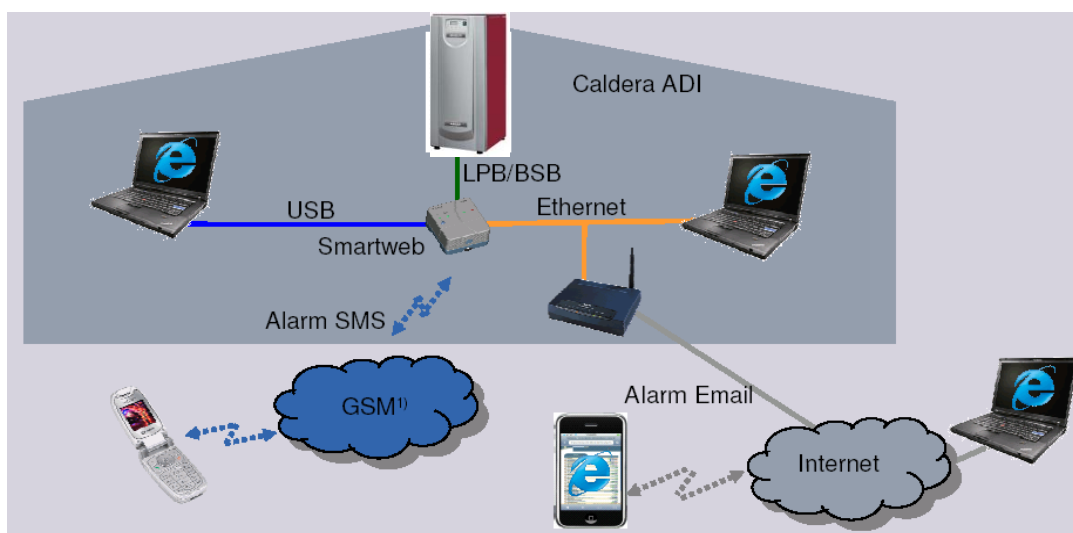 Caldera ADI
LPB/BSB
USB
Ethernet
Smartweb
Alarm SMS
GSM¹⁾
Alarm Email
Internet